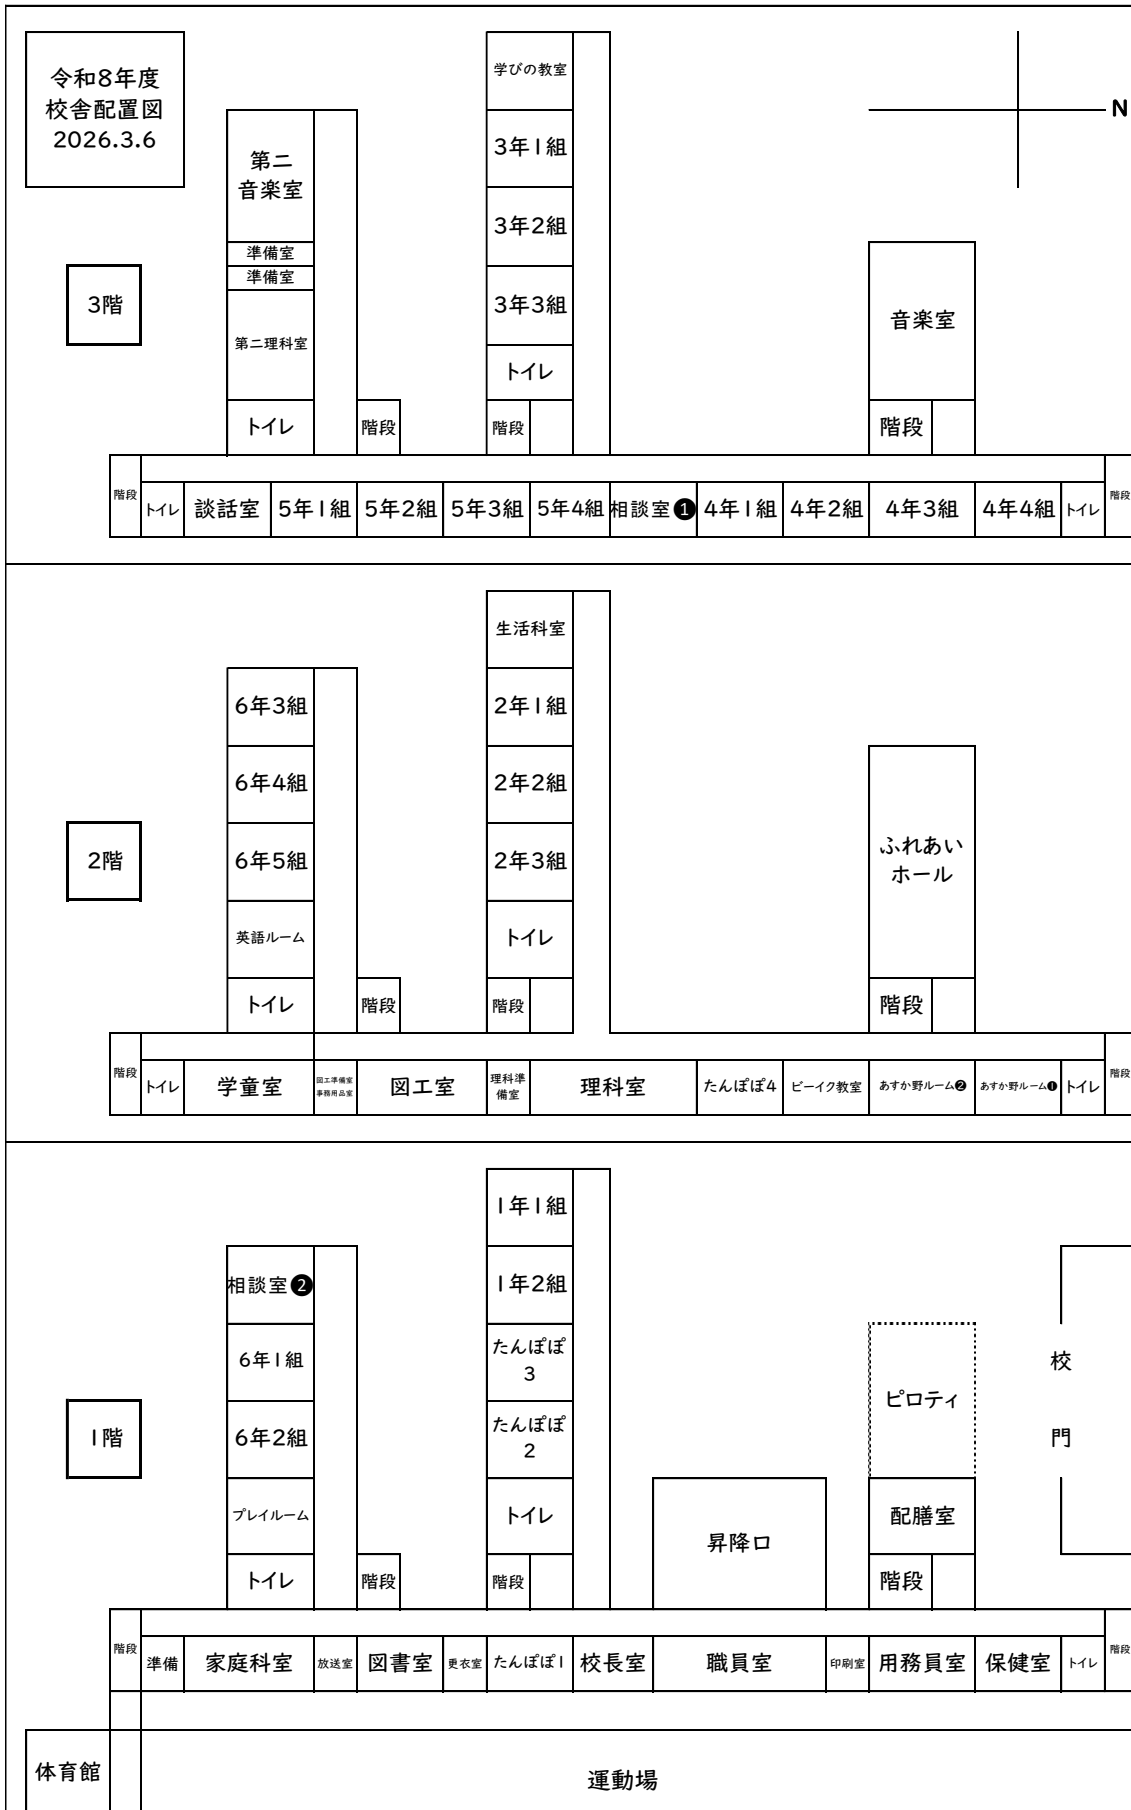 令和8年度
校舎配置図
2026.3.6
N
3階
学びの教室
3年1組
3年2組
3年3組
トイレ
階段
第二
音楽室
準備室
準備室
第二理科室
トイレ
階段
音楽室
階段
階段
トイレ
談話室
5年1組
5年2組
5年3組
5年4組
相談室❶
4年1組
4年2組
4年3組
4年4組
トイレ
階段
2階
生活科室
2年1組
2年2組
2年3組
トイレ
階段
6年3組
6年4組
6年5組
英語ルーム
トイレ
階段
ふれあい
ホール
階段
階段
トイレ
学童室
図工準備室
事務用品室
図工室
理科準
備室
理科室
たんぽぽ4
ビーイク教室
あすか野ルーム❷
あすか野ルーム❶
トイレ
階段
1階
1年1組
1年2組
たんぽぽ
3
たんぽぽ
2
トイレ
階段
相談室❷
6年1組
6年2組
プレイルーム
トイレ
階段
昇降口
ピロティ
配膳室
階段
校
門
階段
準備
家庭科室
放送室
図書室
更衣室
たんぽぽ1
校長室
職員室
印刷室
用務員室
保健室
トイレ
階段
体育館
運動場